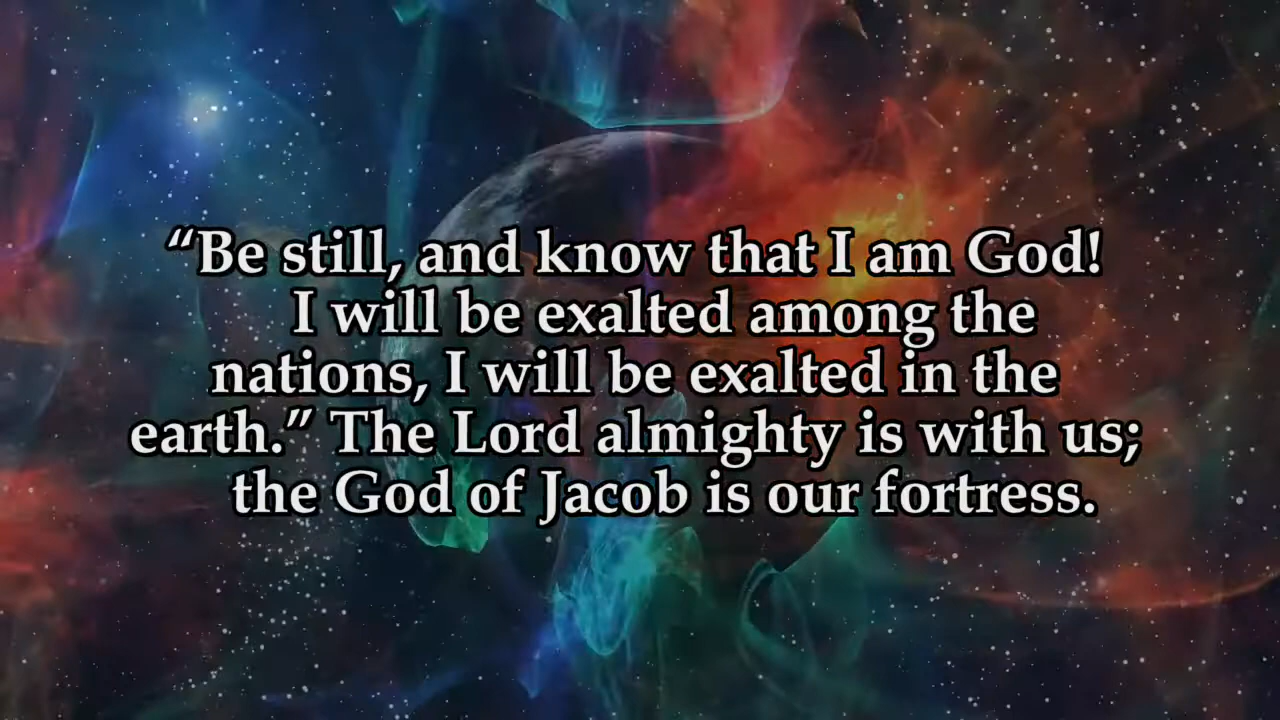 “Be still, and know that I am God!
I will be exalted among the
nations, I will be exalted in the
earth.” The Lord almighty is with us;
the God of Jacob is our fortress.